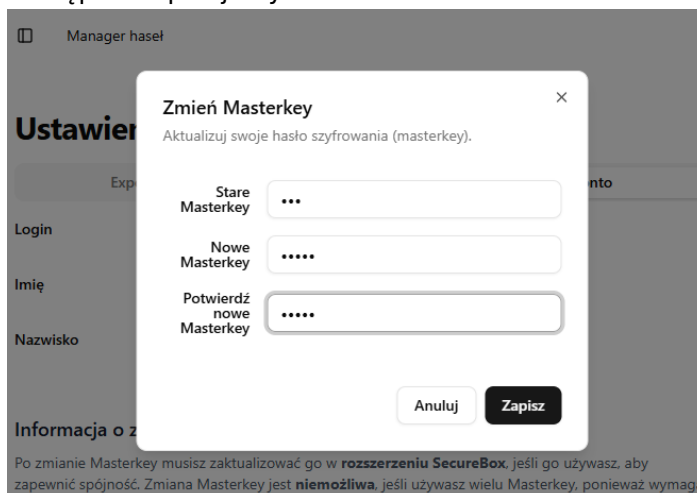 Manager haseł
Zmień Masterkey
Aktualizuj swoje hasło szyfrowania (masterkey).
Stare
Masterkey
•••
Nowe
Masterkey
•••••
Potwierdź
nowe
Masterkey
•••••
Anuluj
Zapisz
Login
Imię
Nazwisko
Informacja o z
Po zmianie Masterkey musisz zaktualizować go w rozszerzeniu SecureBox, jeśli go używasz, aby
zapewnić spójność. Zmiana Masterkey jest niemożliwa, jeśli używasz wielu Masterkey, ponieważ wymag